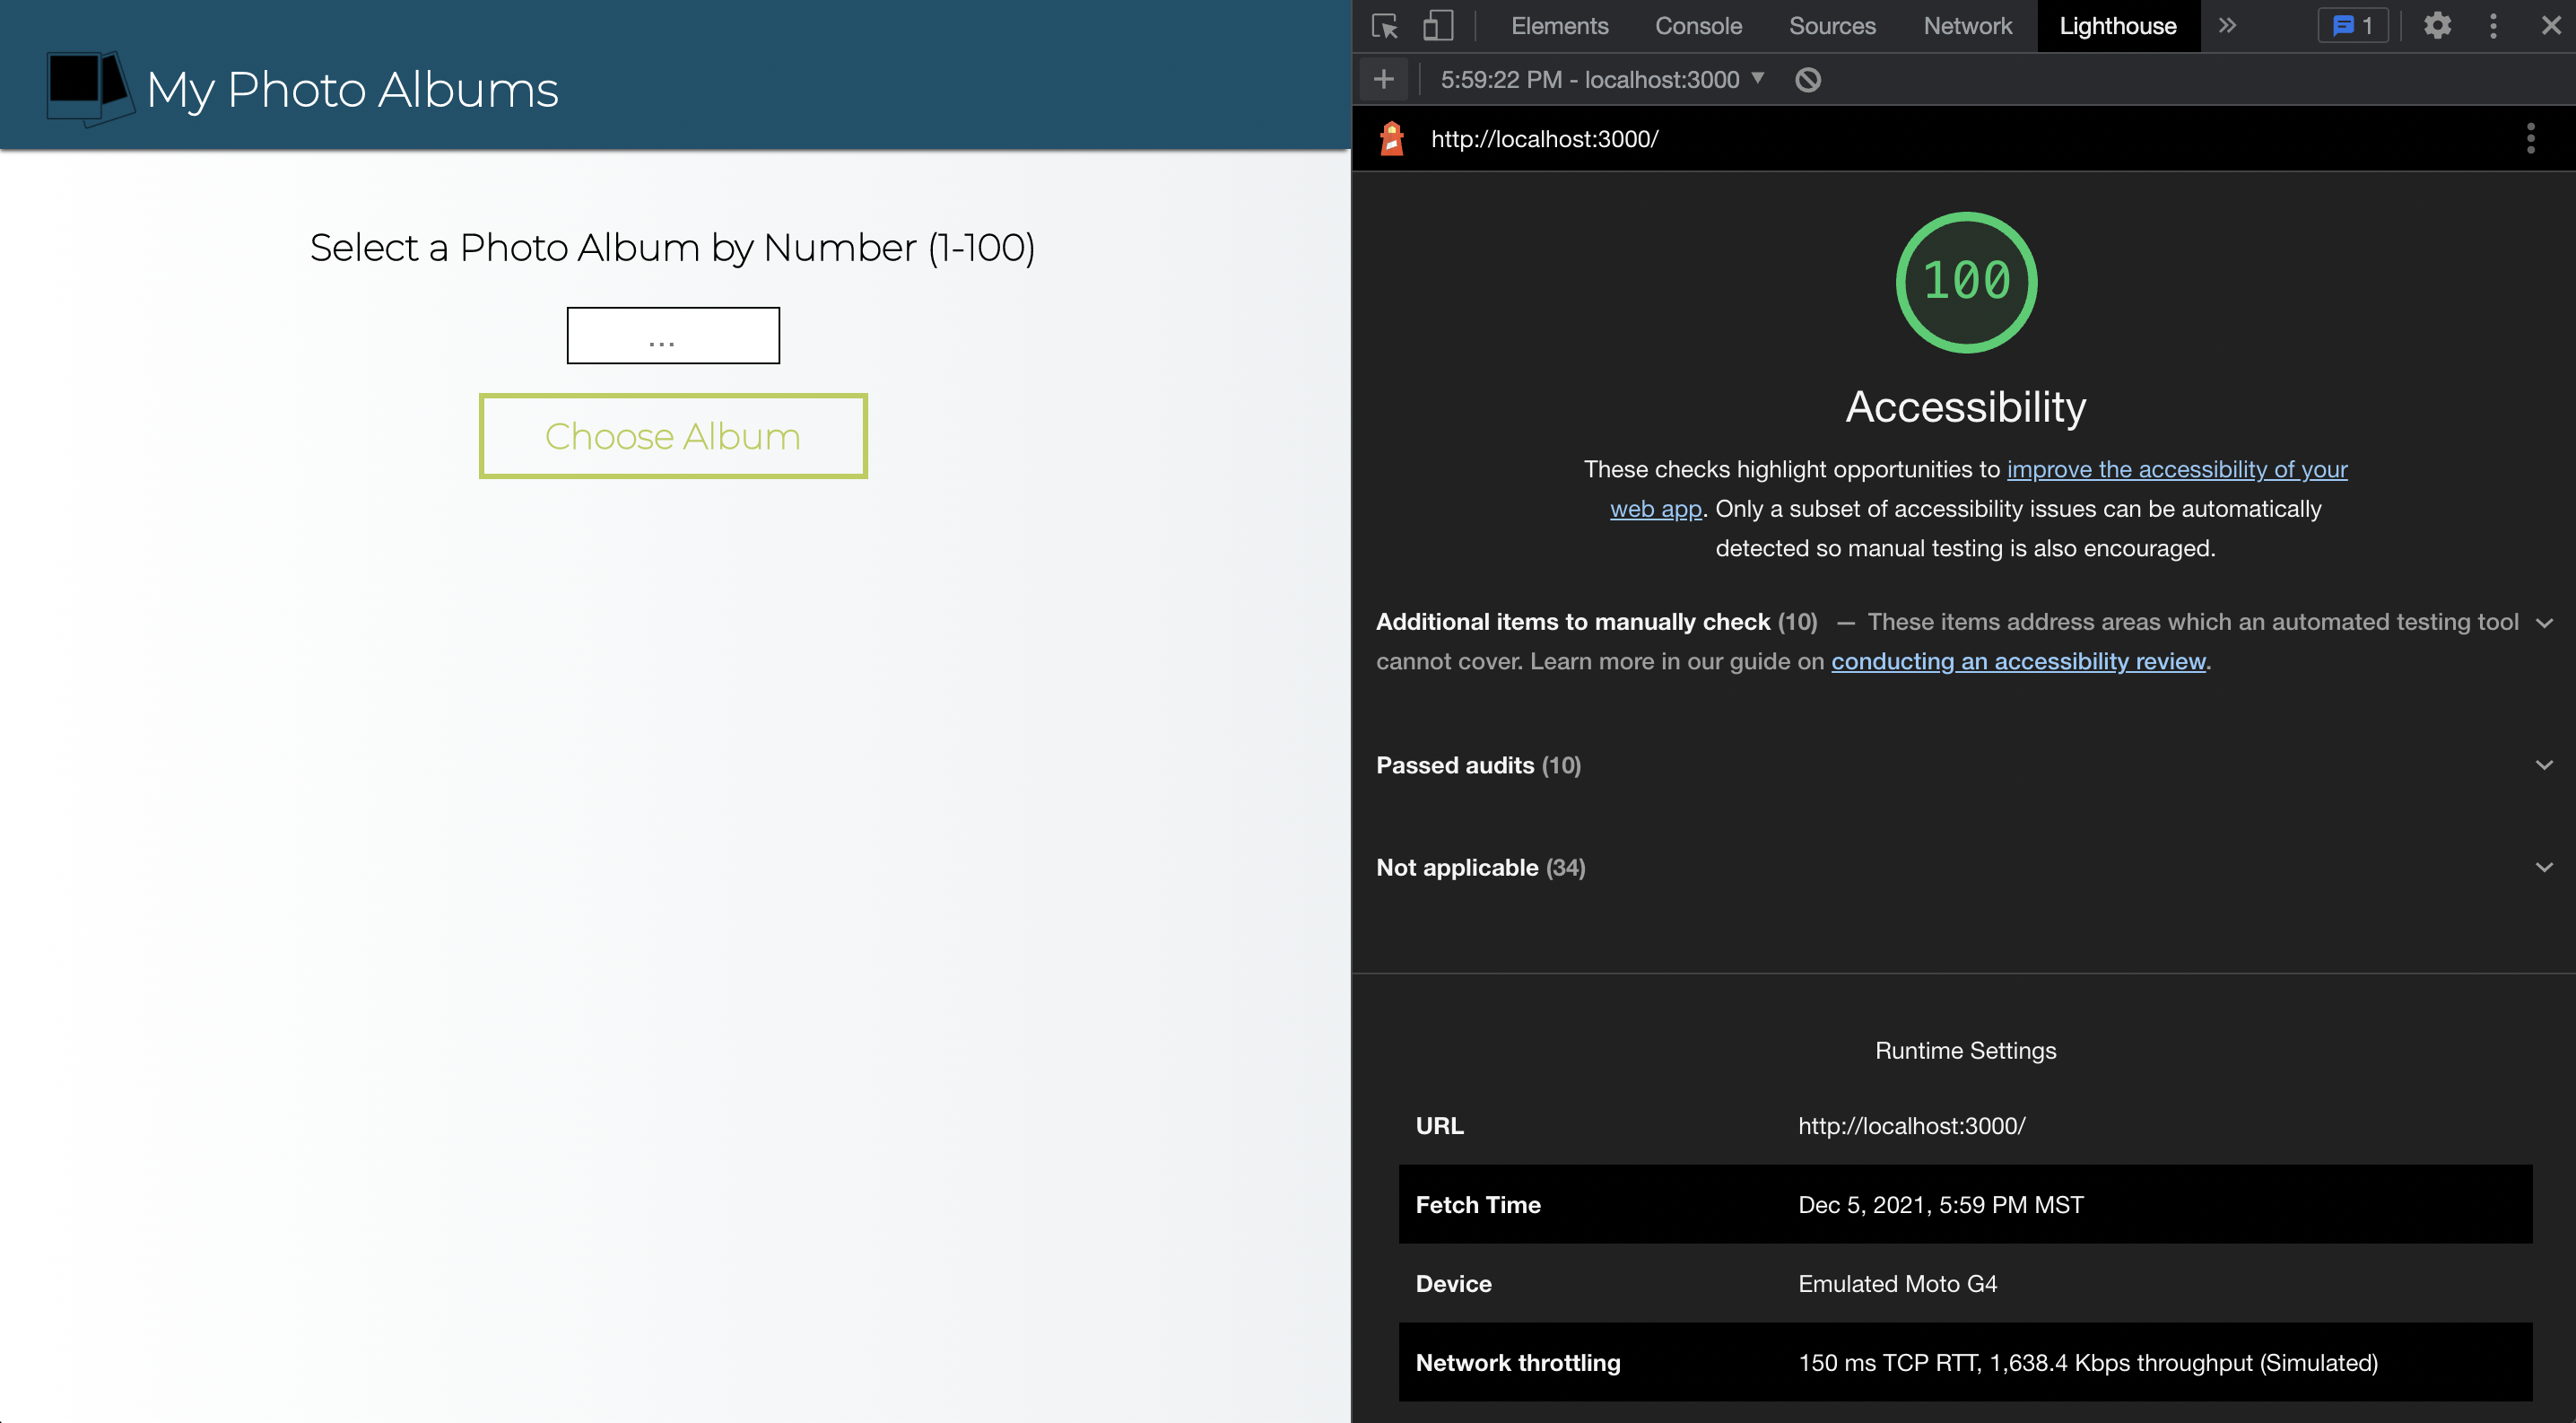 My Photo Albums
Select a Photo Album by Number (1-100)
...
Choose Album
Elements Console Sources Network Lighthouse » 1
5:59:22 PM - localhost:3000
http://localhost:3000/
100
Accessibility
These checks highlight opportunities to improve the accessibility of your
web app. Only a subset of accessibility issues can be automatically
detected so manual testing is also encouraged.
Additional items to manually check (10) — These items address areas which an automated testing tool
cannot cover. Learn more in our guide on conducting an accessibility review.
Passed audits (10)
Not applicable (34)
Runtime Settings
URL http://localhost:3000/
Fetch Time Dec 5, 2021, 5:59 PM MST
Device Emulated Moto G4
Network throttling 150 ms TCP RTT, 1,638.4 Kbps throughput (Simulated)